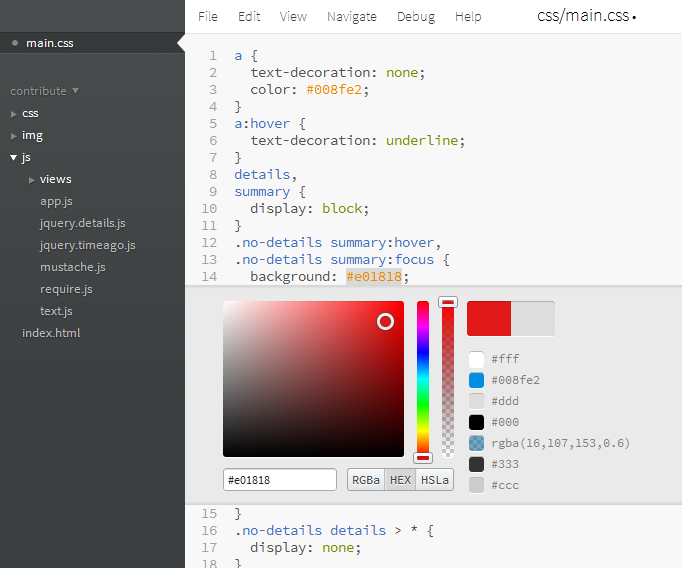 File Edit View Navigate Debug Help css/main.css•
main.css
contribute
css
img
js
views
app.js
jquery.details.js
jquery.timeago.js
mustache.js
require.js
text.js
index.html
1 a {
2 text-decoration: none;
3 color: #008fe2;
4 }
5 a:hover {
6 text-decoration: underline;
7 }
8 details,
9 summary {
10 display: block;
11 }
12 .no-details summary:hover,
13 .no-details summary:focus {
14 background: #e01818;
#fff
#008fe2
#ddd
#000
rgba(16,107,153,0.6)
#333
#ccc
#e01818 RGBa HEX HSLa
15 }
16 .no-details details > * {
17 display: none;
18 }